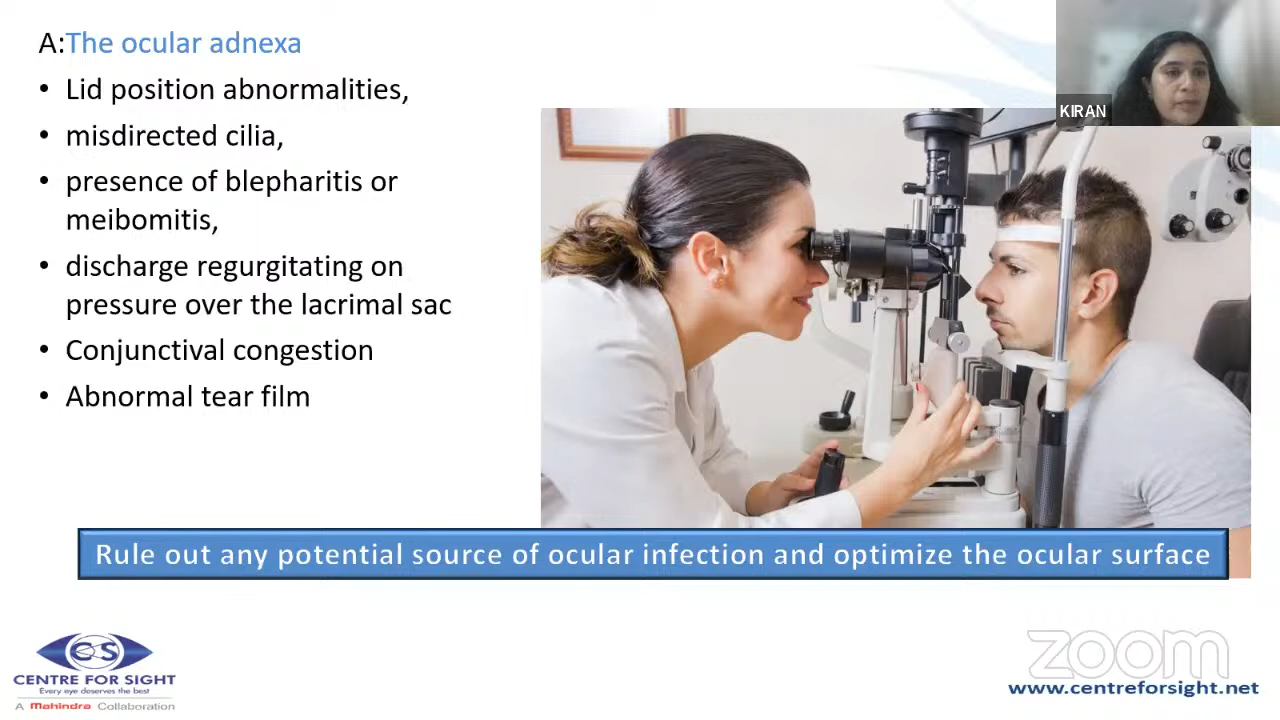 A:The ocular adnexa
• Lid position abnormalities,
• misdirected cilia,
• presence of blepharitis or
meibomitis,
• discharge regurgitating on
pressure over the lacrimal sac
• Conjunctival congestion
• Abnormal tear film
KIRAN
Rule out any potential source of ocular infection and optimize the ocular surface
CS
CENTRE FOR SIGHT
Every eye deserves the best
A Mahindra Collaboration
zoom
www.centreforsight.net